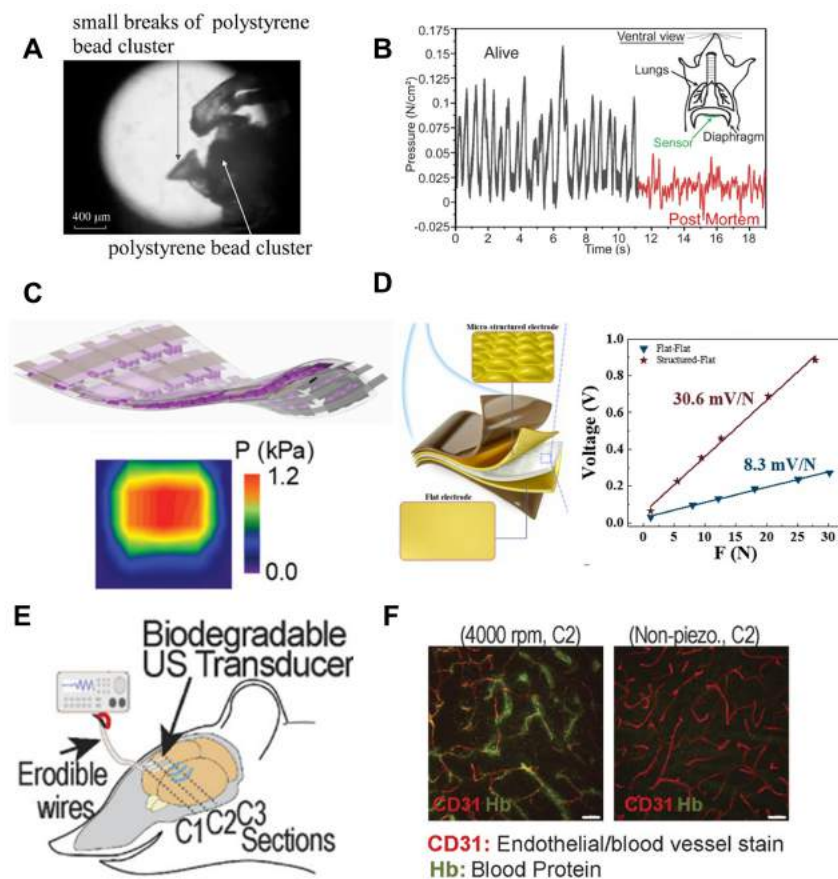 small breaks of polystyrene
bead cluster
A
400 μm
polystyrene bead cluster
B
Pressure (N/cm²)
0.175
0.15
0.125
0.1
0.075
0.05
0.025
0
-0.025
Alive
Ventral view
Lungs
Diaphragm
Sensor
Post Mortem
0 2 4 6 8 10 12 14 16 18
Time (s)
C
P (kPa)
1.2
0.0
D
Micro-structured electrode
Flat electrode
Voltage (V)
1.0
0.8
0.6
0.4
0.2
0.0
Flat-Flat
Structured-Flat
30.6 mV/N
8.3 mV/N
0 5 10 15 20 25 30
F (N)
E
Biodegradable
US Transducer
Erodible
wires
C1 C2 C3
Sections
F
(4000 rpm, C2)
(Non-piezo., C2)
CD31 Hb
CD31 Hb
CD31: Endothelial/blood vessel stain
Hb: Blood Protein